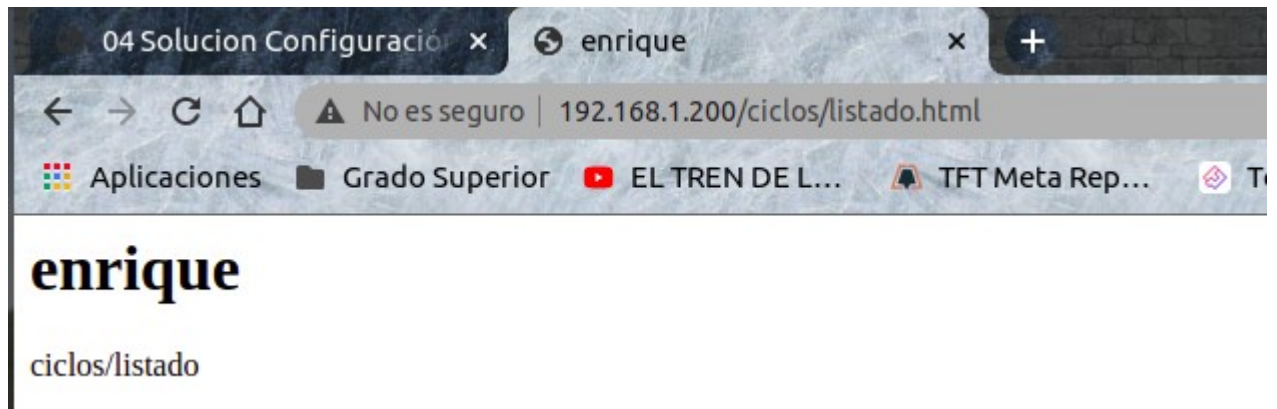 04 Solucion Configuración
enrique
No es seguro | 192.168.1.200/ciclos/listado.html
Aplicaciones Grado Superior EL TREN DE L... TFT Meta Rep...
enrique
ciclos/listado